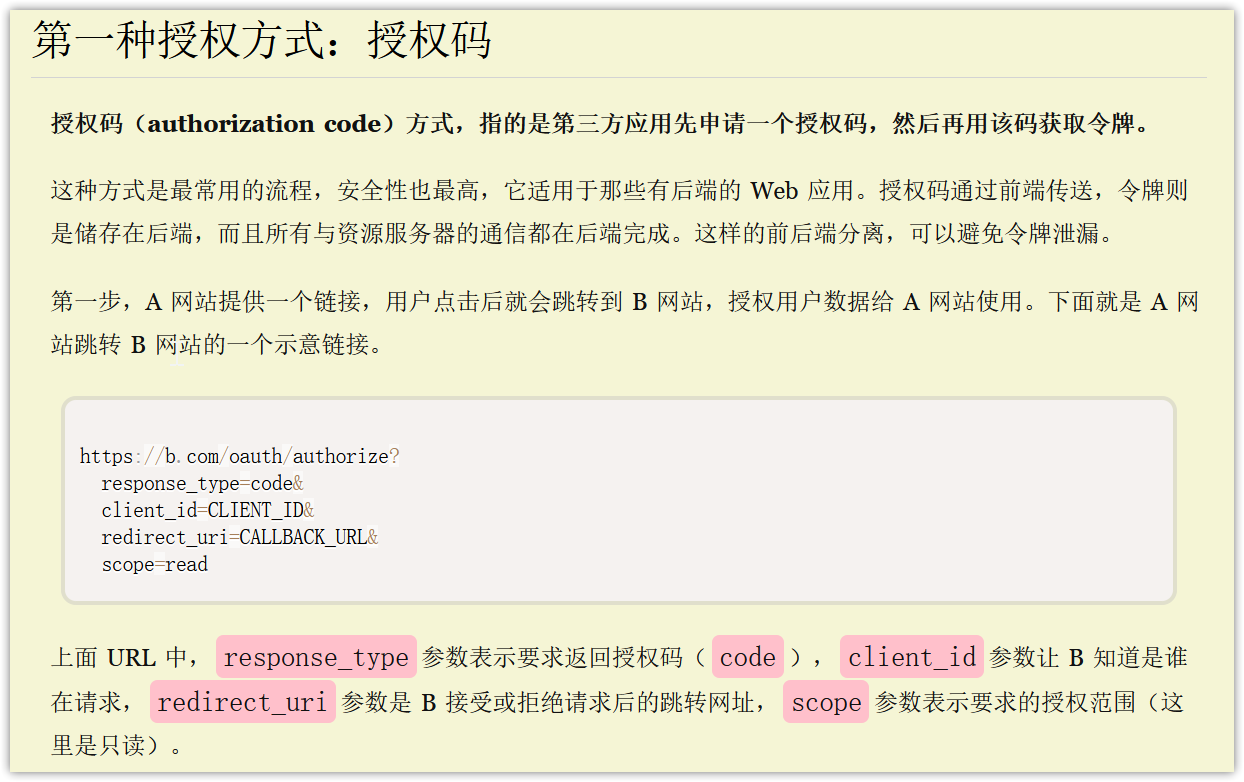 第一种授权方式：授权码
授权码（authorization code）方式，指的是第三方应用先申请一个授权码，然后再用该码获取令牌。
这种方式是最常用的流程，安全性也最高，它适用于那些有后端的 Web 应用。授权码通过前端传送，令牌则
是储存在后端，而且所有与资源服务器的通信都在后端完成。这样的前后端分离，可以避免令牌泄漏。
第一步，A 网站提供一个链接，用户点击后就会跳转到 B 网站，授权用户数据给 A 网站使用。下面就是 A 网
站跳转 B 网站的一个示意链接。
https://b.com/oauth/authorize?
response_type=code&
client_id=CLIENT_ID&
redirect_uri=CALLBACK_URL&
scope=read
上面 URL 中，response_type 参数表示要求返回授权码（code），client_id 参数让 B 知道是谁
在请求，redirect_uri 参数是 B 接受或拒绝请求后的跳转网址，scope 参数表示要求的授权范围（这
里是只读）。